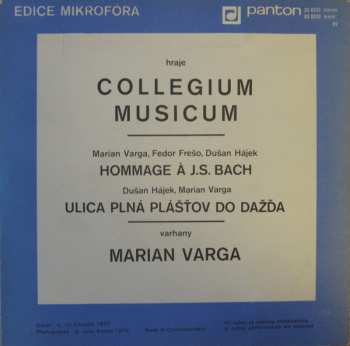 EDICE MIKROFÓRA
panton
hraje
COLLEGIUM
MUSICUM
Marian Varga, Fedor Frešo, Dušan Hájek
HOMMAGE À J.S. BACH
Dušan Hájek, Marian Varga
ULICA PLNÁ PLÁŠŤOV DO DAŽĎA
varhany
MARIAN VARGA
Made in Czechoslovakia